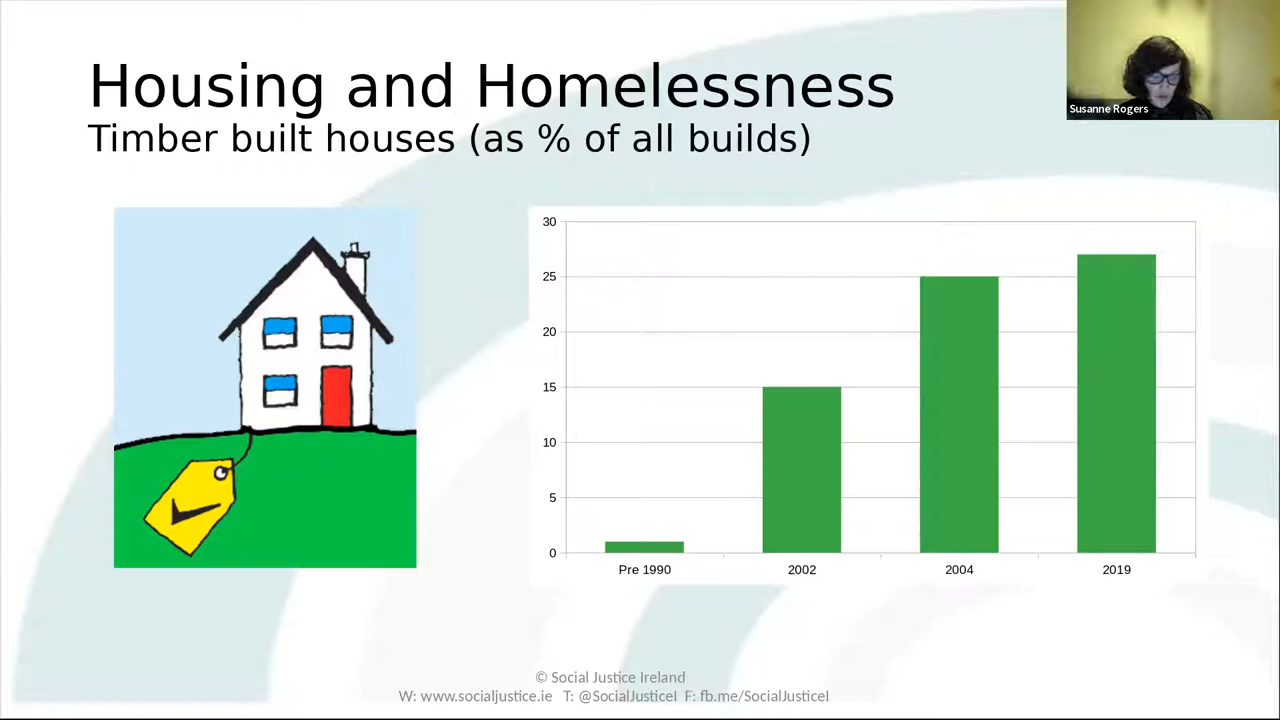 Housing and Homelessness
Timber built houses (as % of all builds)
Susanne Rogers
30
25
20
15
10
5
0
Pre 1990 2002 2004 2019
© Social Justice Ireland
W: www.socialjustice.ie T: @SocialJusticeI F: fb.me/SocialJusticeI